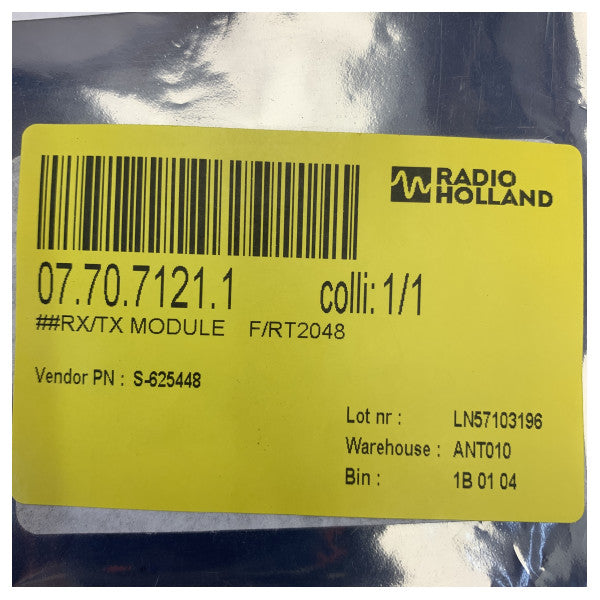 RADIO
HOLLAND
07.70.7121.1 colli: 1/1
##RX/TX MODULE F/RT2048
Vendor PN : S-625448
Lot nr : LN57103196
Warehouse : ANT010
Bin : 1B 01 04